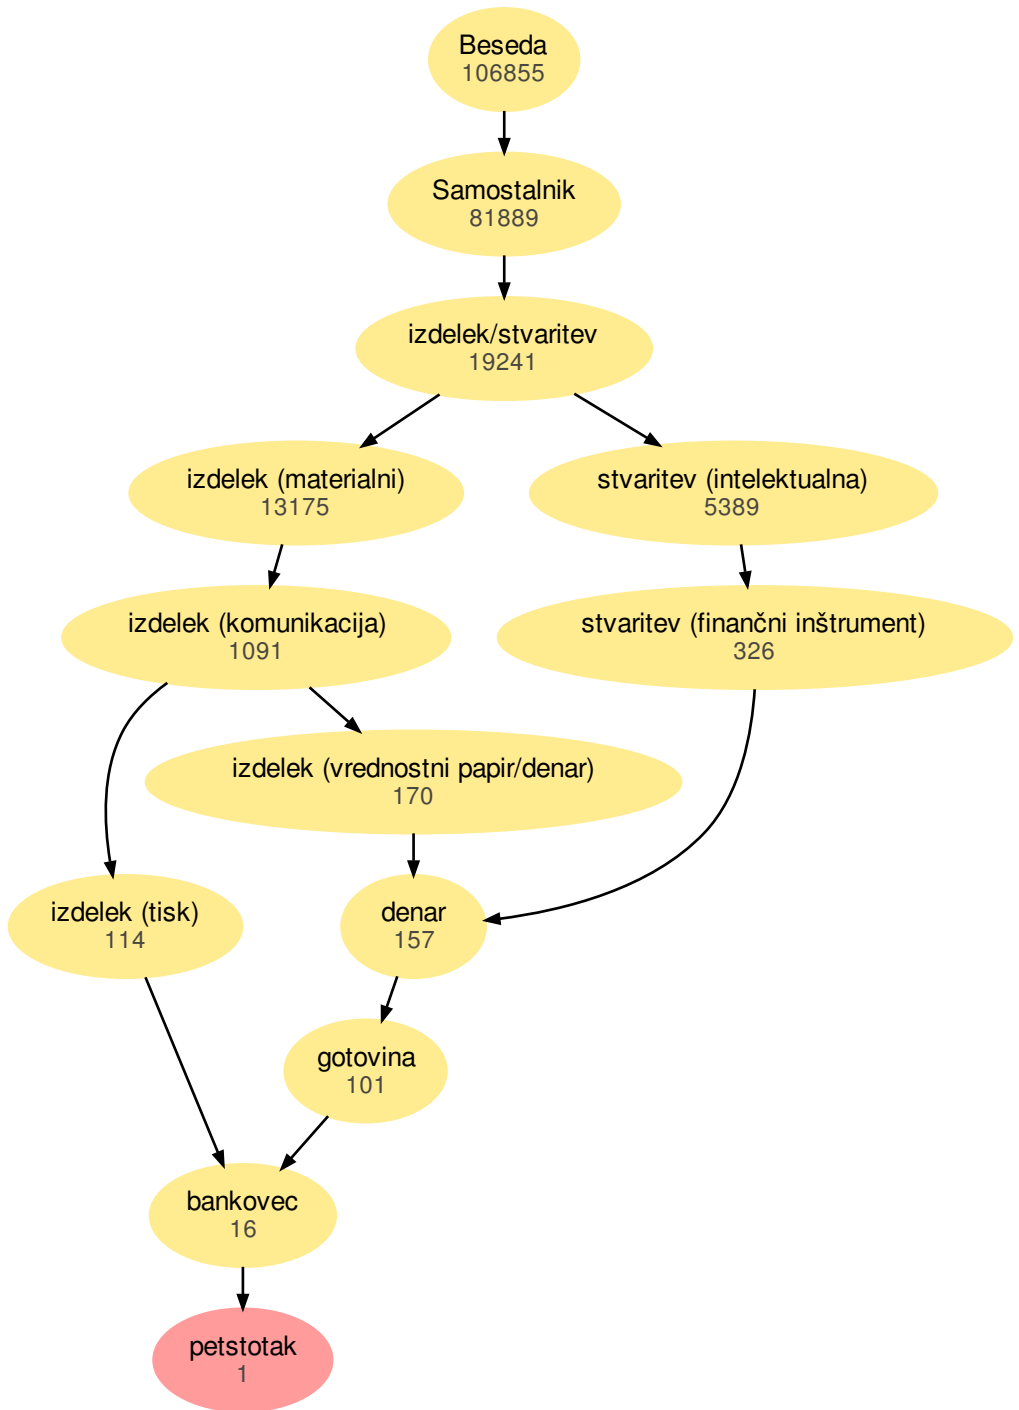 Beseda
106855
Samostalnik
81889
izdelek/stvaritev
19241
izdelek (materialni)
13175
stvaritev (intelektualna)
5389
izdelek (komunikacija)
1091
stvaritev (finančni inštrument)
326
izdelek (vrednostni papir/denar)
170
izdelek (tisk)
114
denar
157
gotovina
101
bankovec
16
petstotak
1